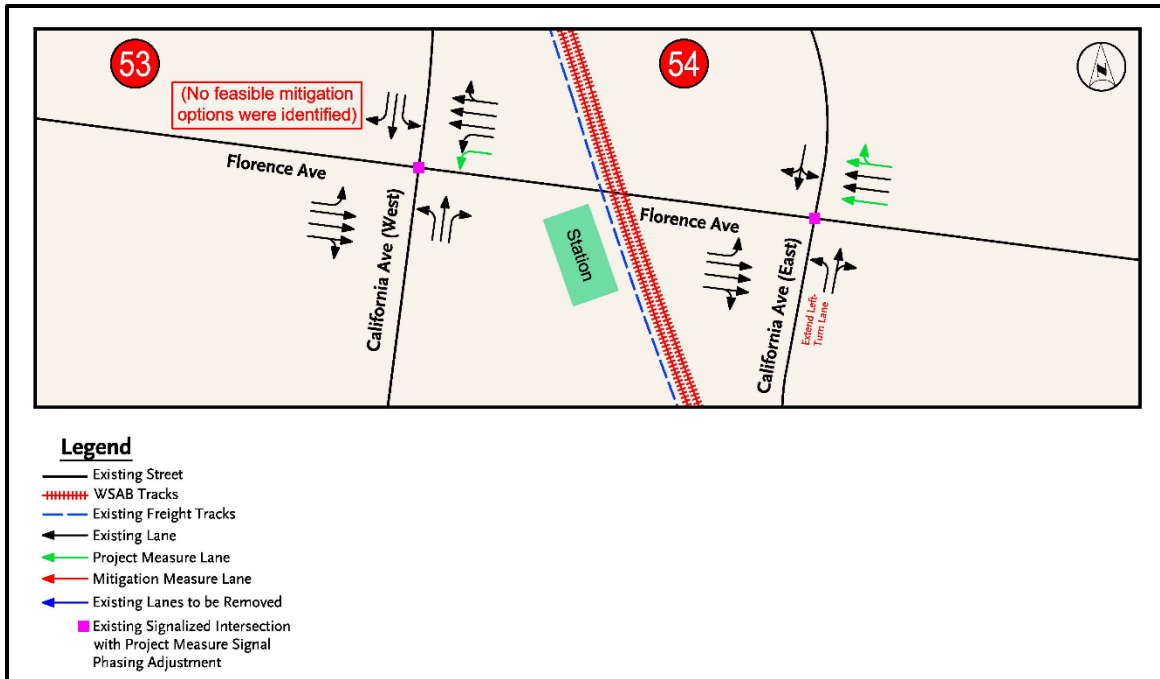 53
(No feasible mitigation
options were identified)
54
Florence Ave
California Ave (West)
Station
Florence Ave
California Ave (East)
Extend Left-
Turn Lane
Legend
Existing Street
WSAB Tracks
Existing Freight Tracks
Existing Lane
Project Measure Lane
Mitigation Measure Lane
Existing Lanes to be Removed
Existing Signalized Intersection
with Project Measure Signal
Phasing Adjustment